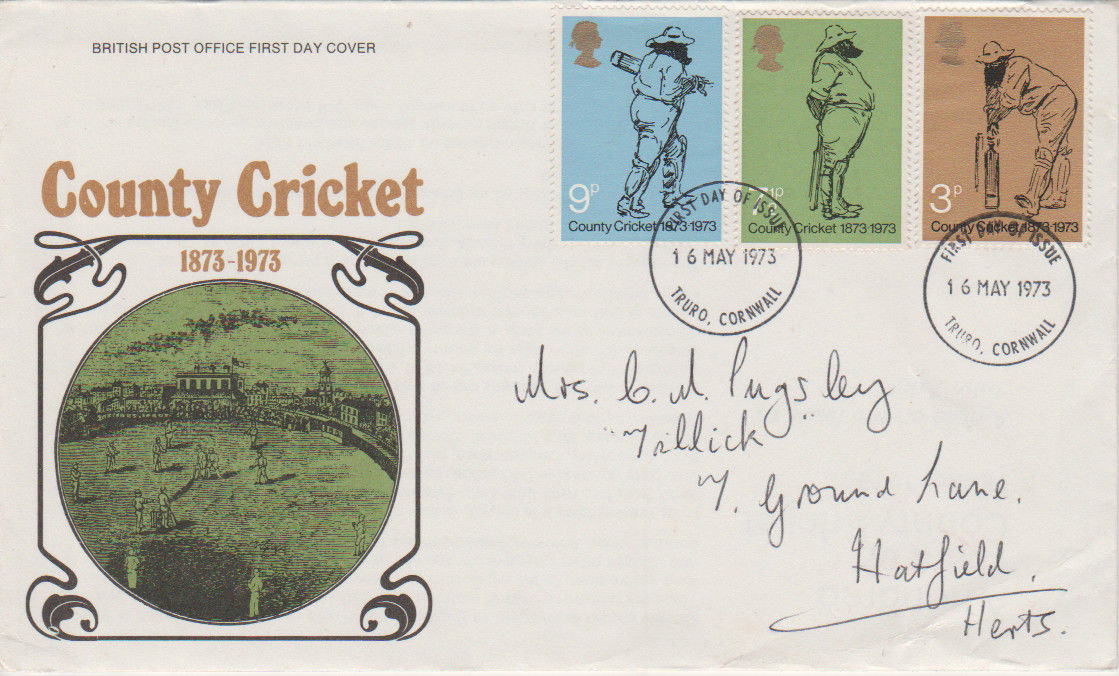 BRITISH POST OFFICE FIRST DAY COVER
County Cricket
1873-1973
9p
County Cricket 1873-1973
7½p
County Cricket 1873-1973
3p
County Cricket 1873-1973
FIRST DAY OF ISSUE
16 MAY 1973
TRURO, CORNWALL
FIRST DAY OF ISSUE
16 MAY 1973
TRURO, CORNWALL
Mrs. C. M. Pugsley
7. Ground Lane.
Hatfield,
Herts.